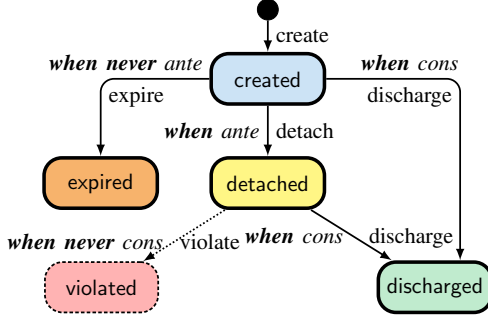 create
when never ante
when cons
created
expire
discharge
when ante
detach
expired
detached
when never cons
violate
when cons
discharge
violated
discharged